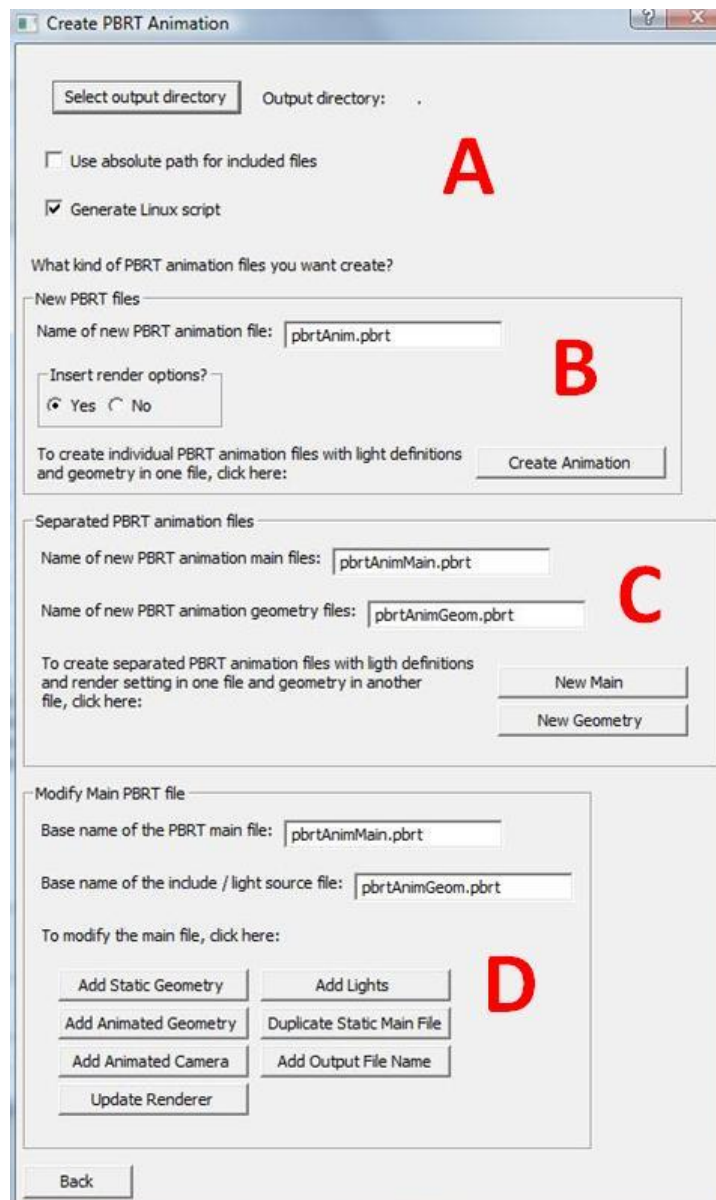 Create PBRT Animation
Select output directory Output directory: .
Use absolute path for included files
A
Generate Linux script
What kind of PBRT animation files you want create?
New PBRT files
Name of new PBRT animation file: pbrtAnim.pbrt
B
Insert render options?
Yes No
To create individual PBRT animation files with light definitions
and geometry in one file, click here:
Create Animation
Separated PBRT animation files
Name of new PBRT animation main files: pbrtAnimMain.pbrt
C
Name of new PBRT animation geometry files: pbrtAnimGeom.pbrt
To create separated PBRT animation files with ligth definitions
and render setting in one file and geometry in another
file, click here:
New Main
New Geometry
Modify Main PBRT file
Base name of the PBRT main file: pbrtAnimMain.pbrt
Base name of the include / light source file: pbrtAnimGeom.pbrt
To modify the main file, click here:
D
Add Static Geometry Add Lights
Add Animated Geometry Duplicate Static Main File
Add Animated Camera Add Output File Name
Update Renderer
Back